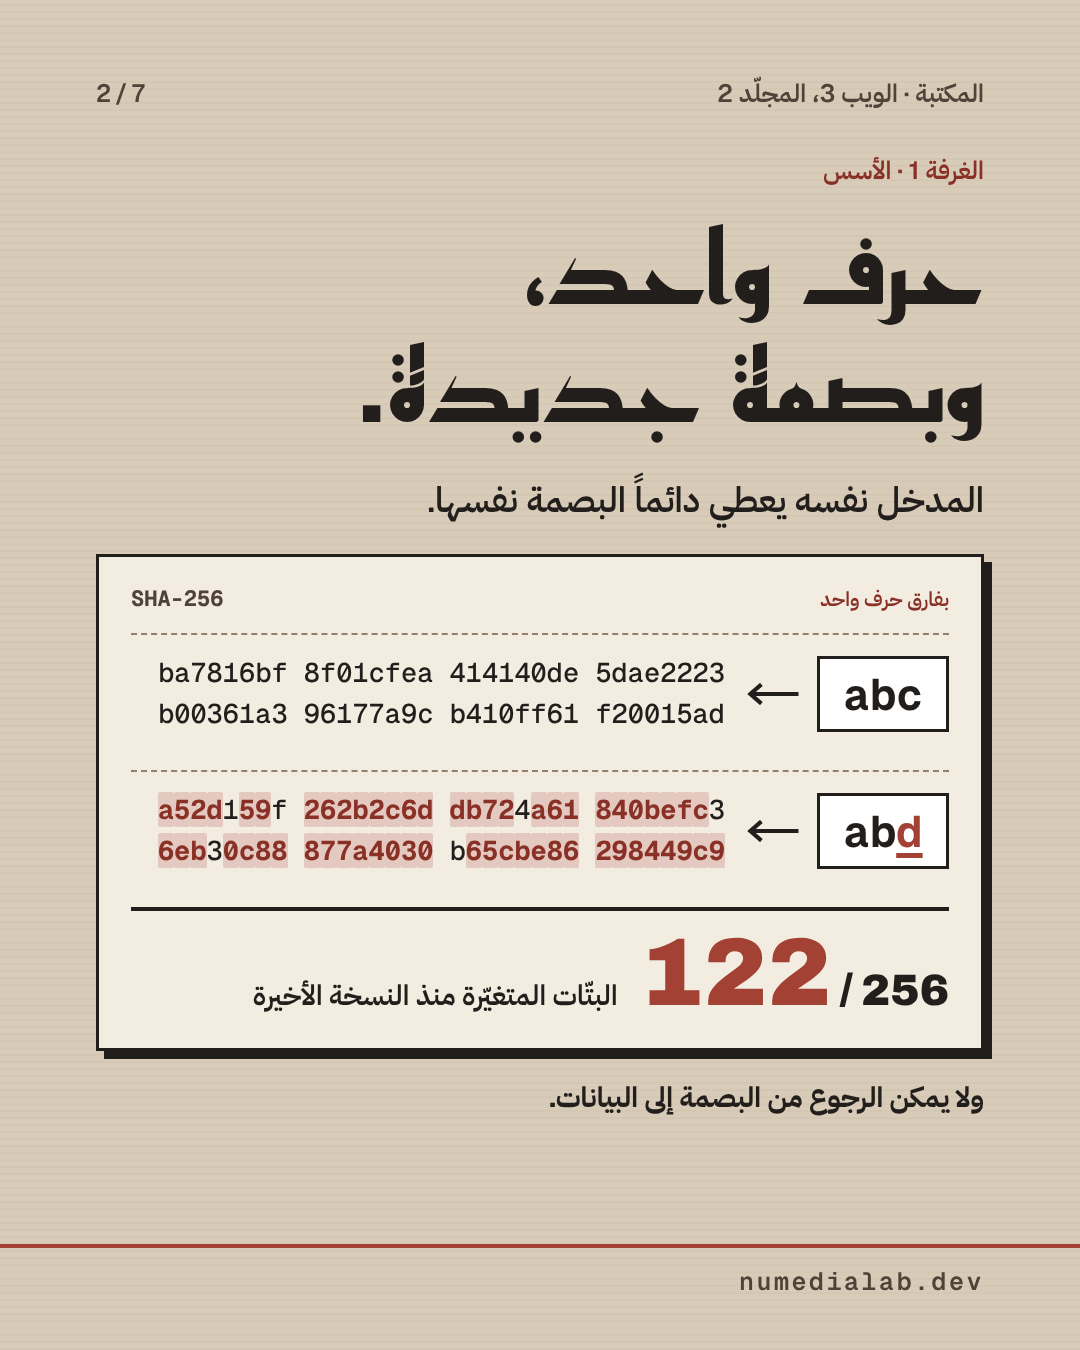 المكتبة · الويب 3، المجلّد 2
2 / 7
الغرفة 1 · الأسس
حرف واحد،
وبصمة جديدة.
المدخل نفسه يعطي دائماً البصمة نفسها.
بفارق حرف واحد
SHA-256
abc ←
ba7816bf 8f01cfea 414140de 5dae2223
b00361a3 96177a9c b410ff61 f20015ad
abd ←
a52d159f 262b2c6d db724a61 840befc3
6eb30c88 877a4030 b65cbe86 298449c9
122 / 256
البتّات المتغيّرة منذ النسخة الأخيرة
ولا يمكن الرجوع من البصمة إلى البيانات.
numedialab.dev